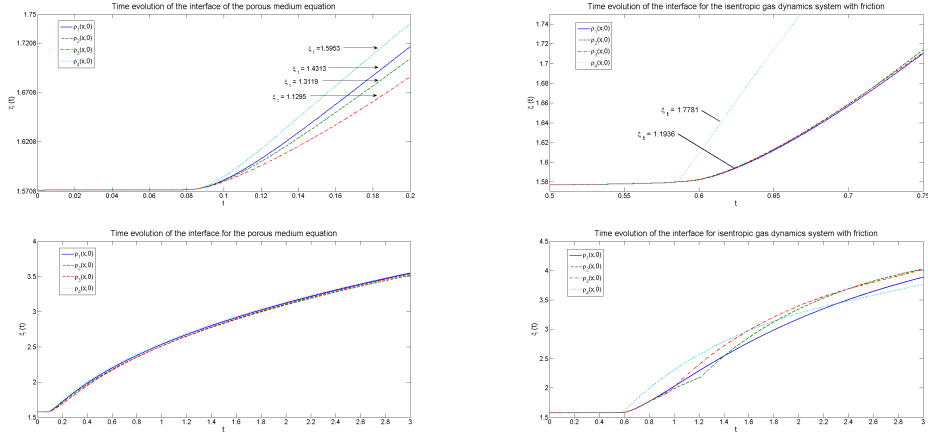 Time evolution of the interface of the porous medium equation
1.75
1.7208
1.6708
1.6208
1.5708
ξ (t)
ρ1(x,0)
ρ2(x,0)
ρ3(x,0)
ρ4(x,0)
ξ t =1.5953
ξ t =1.4313
ξ t =1.3119
ξ t =1.1295
0 0.02 0.04 0.06 0.08 0.1 0.12 0.14 0.16 0.18 0.2
t
Time evolution of the interface for the isentropic gas dynamics system with friction
1.74
1.72
1.7
1.68
1.66
1.64
1.62
1.6
1.58
ξ (t)
ρ1(x,0)
ρ2(x,0)
ρ3(x,0)
ρ4(x,0)
ξ t =1.7781
ξ t =1.1936
0.5 0.55 0.6 0.65 0.7 0.75
t
Time evolution of the interface for the porous medium equation
4
3.5
3
2.5
2
1.5
ξ (t)
ρ1(x,0)
ρ2(x,0)
ρ3(x,0)
ρ4(x,0)
0 0.2 0.4 0.6 0.8 1 1.2 1.4 1.6 1.8 2 2.2 2.4 2.6 2.8 3
t
Time evolution of the interface for isentropic gas dynamics system with friction
4.5
4
3.5
3
2.5
2
1.5
ξ (t)
ρ1(x,0)
ρ2(x,0)
ρ3(x,0)
ρ4(x,0)
0 0.2 0.4 0.6 0.8 1 1.2 1.4 1.6 1.8 2 2.2 2.4 2.6 2.8 3
t